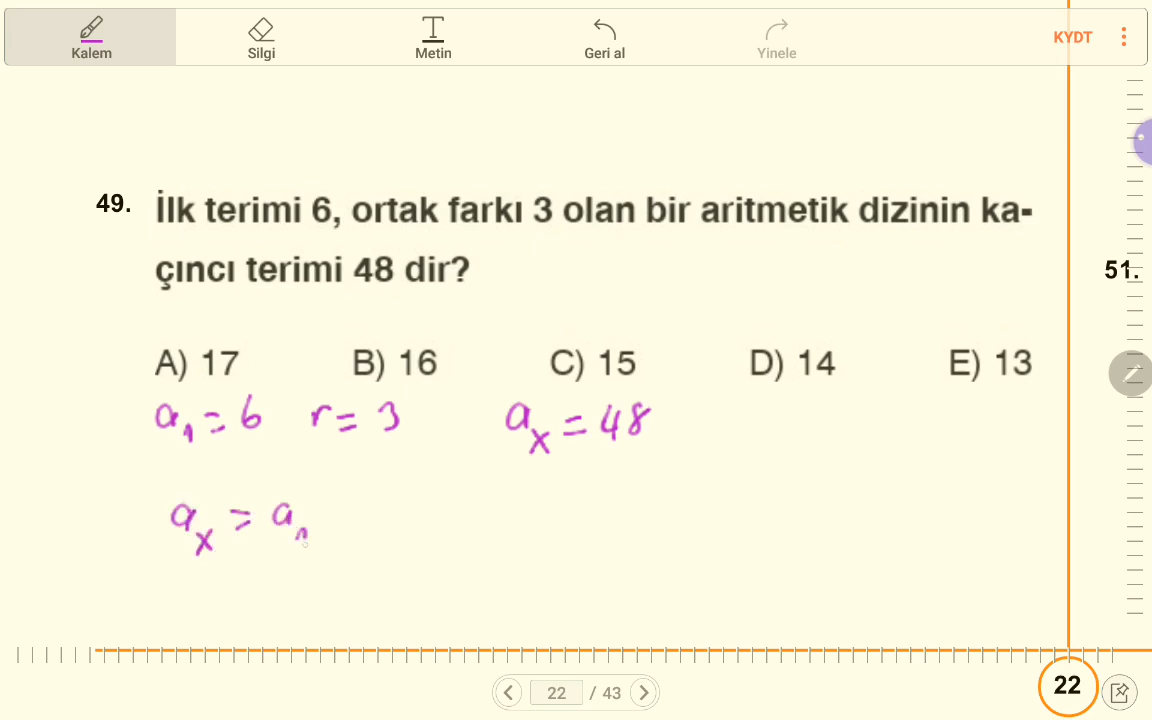 Kalem Silgi Metin Geri al Yinele KYDT
49. İlk terimi 6, ortak farkı 3 olan bir aritmetik dizinin ka-
çıncı terimi 48 dir?
51.
A) 17 B) 16 C) 15 D) 14 E) 13
a₁ = 6 r = 3 aₓ = 48
aₓ = a₁
22 / 43
22